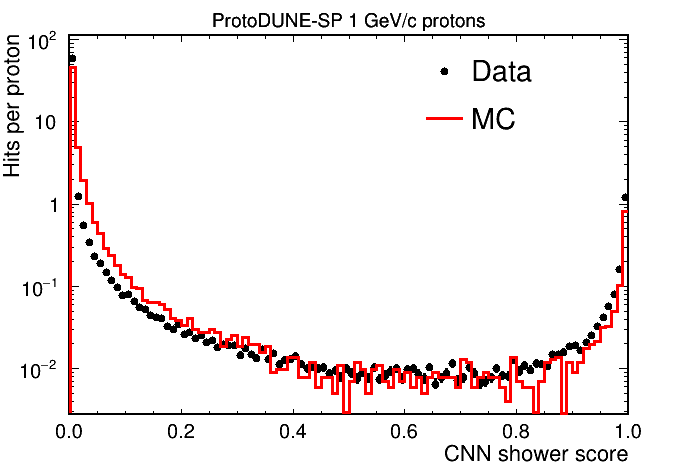 ProtoDUNE-SP 1 GeV/c protons
Hits per proton
10²
10
1
10⁻¹
10⁻²
Data
MC
0.0 0.2 0.4 0.6 0.8 1.0
CNN shower score